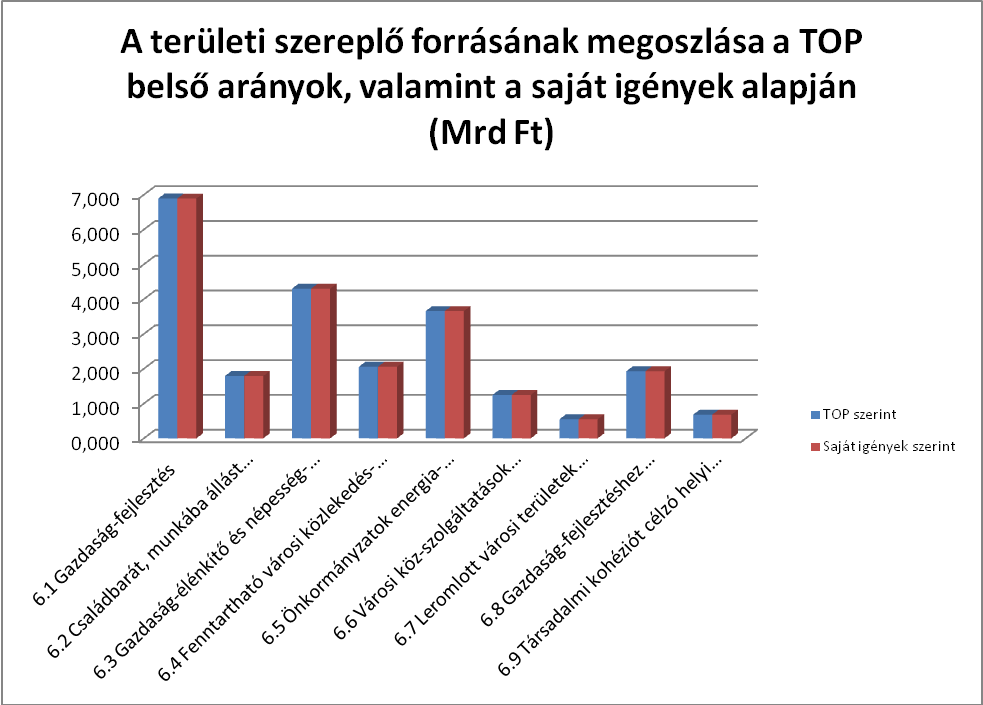 A területi szereplő forrásának megoszlása a TOP
belső arányok, valamint a saját igények alapján
(Mrd Ft)
7,000
6,000
5,000
4,000
3,000
2,000
1,000
0,000
6.1 Gazdaság-fejlesztés
6.2 Családbarát, munkába állást...
6.3 Gazdaság-élénkítő és népesség-...
6.4 Fenntartható városi közlekedés-...
6.5 Önkormányzatok energia-...
6.6 Városi köz-szolgáltatások...
6.7 Leromlott városi területek...
6.8 Gazdaság-fejlesztéshez...
6.9 Társadalmi kohéziót célzó helyi...
TOP szerint
Saját igények szerint